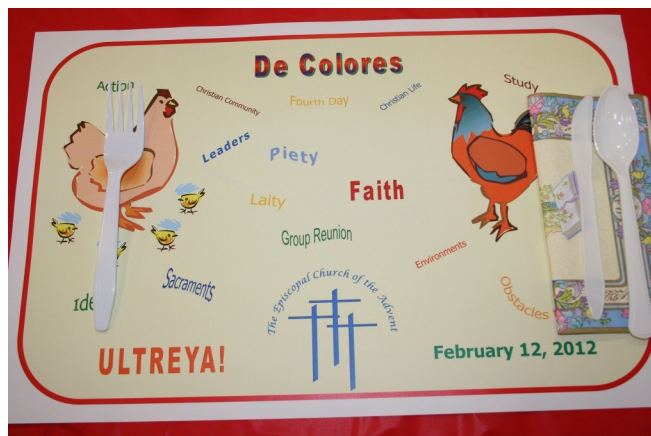 De Colores
Action
Christian Community
Fourth Day
Christian Life
Study
Leaders
Piety
Laity
Faith
Group Reunion
Environments
Sacraments
Obstacles
The Episcopal Church of the Advent
ULTREYA!
February 12, 2012